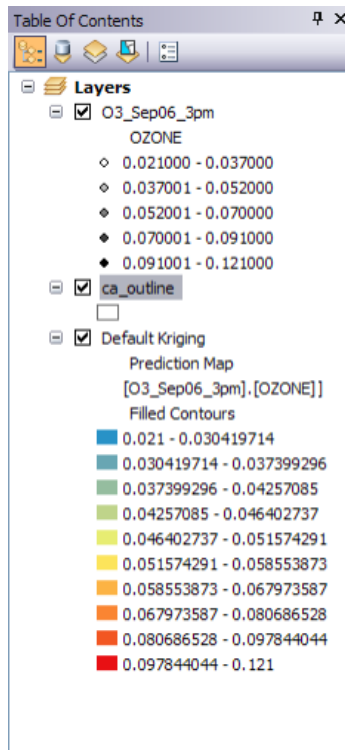 Table Of Contents
Layers
O3_Sep06_3pm
OZONE
0.021000 - 0.037000
0.037001 - 0.052000
0.052001 - 0.070000
0.070001 - 0.091000
0.091001 - 0.121000
ca_outline
Default Kriging
Prediction Map
[O3_Sep06_3pm].[OZONE]]
Filled Contours
0.021 - 0.030419714
0.030419714 - 0.037399296
0.037399296 - 0.04257085
0.04257085 - 0.046402737
0.046402737 - 0.051574291
0.051574291 - 0.058553873
0.058553873 - 0.067973587
0.067973587 - 0.080686528
0.080686528 - 0.097844044
0.097844044 - 0.121